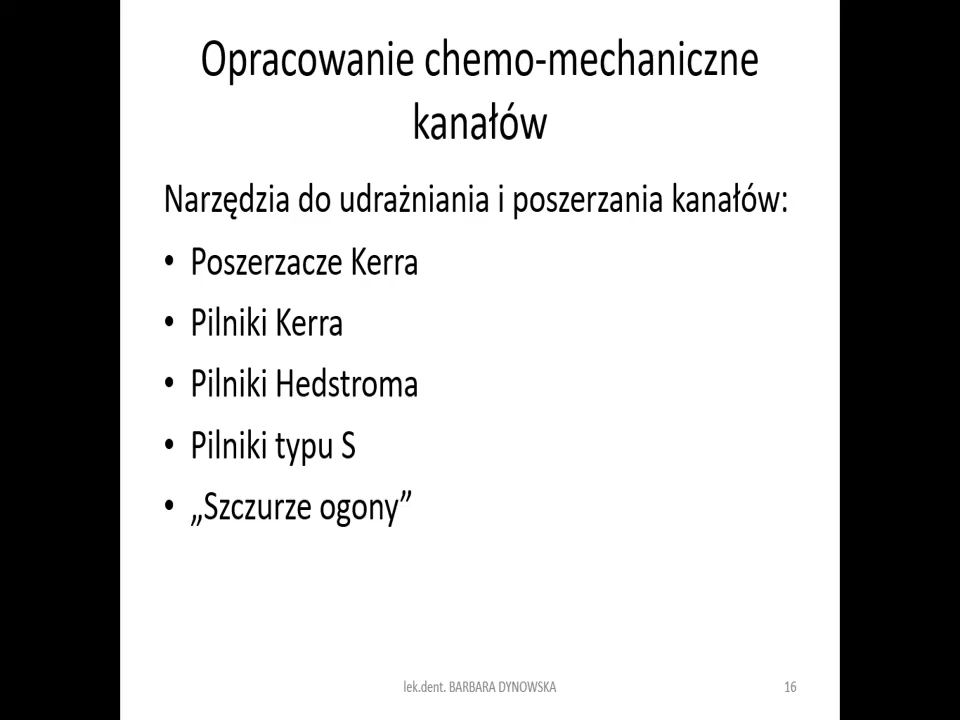 Opracowanie chemo-mechaniczne
kanałów
Narzędzia do udrażniania i poszerzania kanałów:
• Poszerzacze Kerra
• Pilniki Kerra
• Pilniki Hedstroma
• Pilniki typu S
• „Szczurze ogony”
lek.dent. BARBARA DYNOWSKA
16